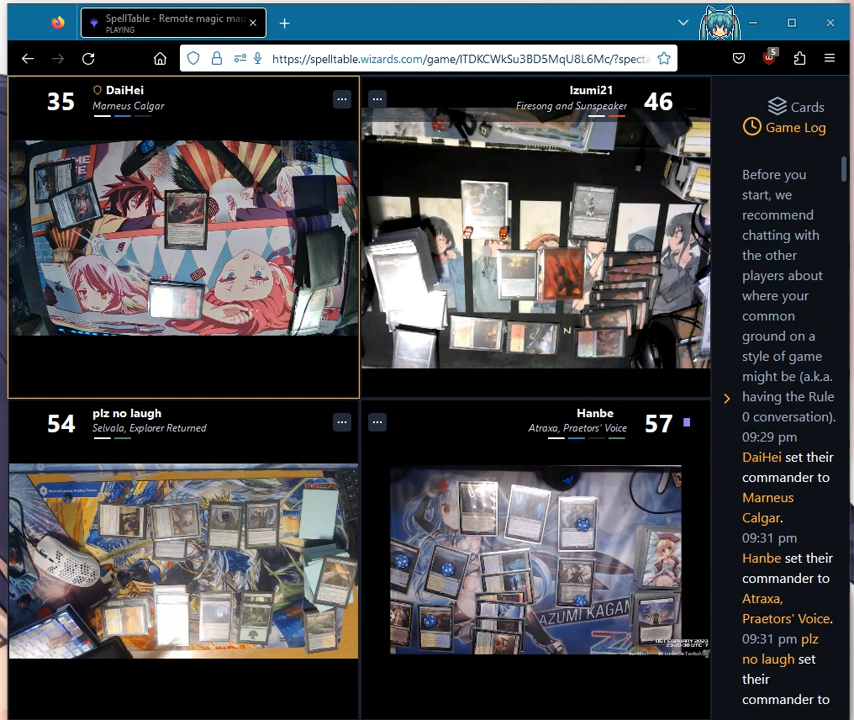 SpellTable - Remote magic mad
PLAYING
https://spelltable.wizards.com/game/ITDKCWkSu3BD5MqU8L6Mc/?specta
5
35
DaiHei
Marneus Calgar
Izumi21
Firesong and Sunspeaker
46
54
plz no laugh
Selvala, Explorer Returned
Hanbe
Atraxa, Praetors' Voice
57
AZUMI KAGAM
Cards
Game Log
Before you
start, we
recommend
chatting with
the other
players about
where your
common
ground on a
style of game
might be (a.k.a.
having the Rule
0 conversation).
09:29 pm
DaiHei set their
commander to
Marneus
Calgar.
09:31 pm
Hanbe set their
commander to
Atraxa,
Praetors' Voice.
09:31 pm plz
no laugh set
their
commander to